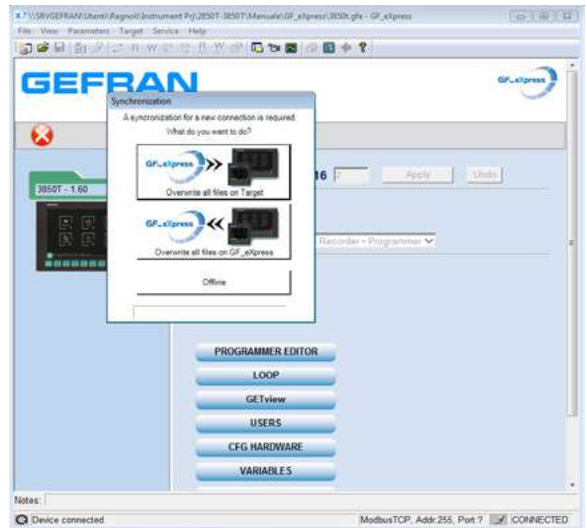 \\SRVGEFRAN\Utenti\Ragnoli\Instrument Prj\2850T-3850T\Manuale\GF_eXpress\3850t.gfe - GF_eXpress
File View Parameters Target Service Help
GEFRAN
GF_eXpress
Synchronization
A syncronization for a new connection is required.
What do you want to do?
GF_eXpress
Overwrite all files on Target
GF_eXpress
Overwrite all files on GF_eXpress
Offline
3850T - 1.60
16
Apply
Undo
Recorder + Programmer
PROGRAMMER EDITOR
LOOP
GETview
USERS
CFG HARDWARE
VARIABLES
Notes:
Device connected
ModbusTCP, Addr:255, Port:?
CONNECTED